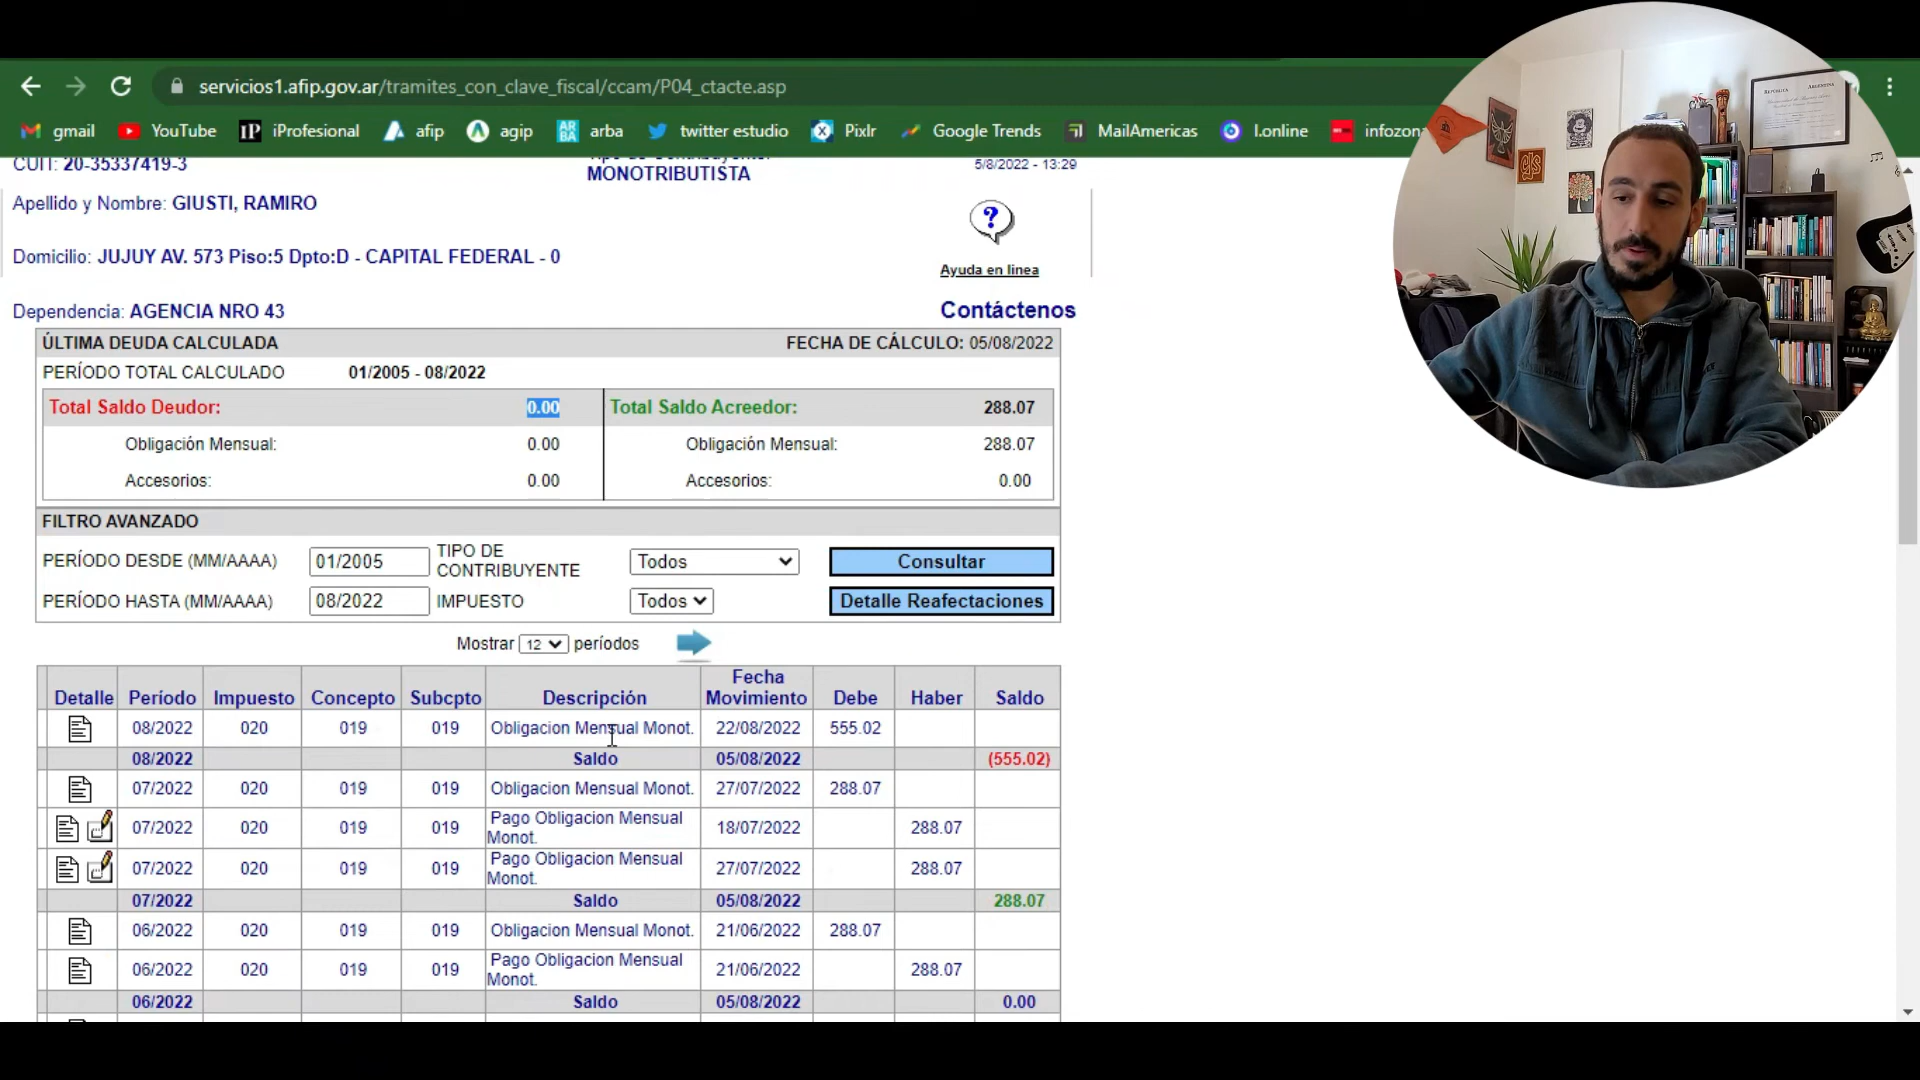 servicios1.afip.gov.ar/tramites_con_clave_fiscal/ccam/P04_ctacte.asp
gmail YouTube iProfesional afip agip arba twitter estudio Pixlr Google Trends MailAmericas l.online infozona
CUIT: 20-35337419-3
Tipo de Contribuyente:
MONOTRIBUTISTA
5/8/2022 - 13:29
Apellido y Nombre: GIUSTI, RAMIRO
Domicilio: JUJUY AV. 573 Piso:5 Dpto:D - CAPITAL FEDERAL - 0
Ayuda en linea
Dependencia: AGENCIA NRO 43
Contáctenos
ÚLTIMA DEUDA CALCULADA FECHA DE CÁLCULO: 05/08/2022
PERÍODO TOTAL CALCULADO 01/2005 - 08/2022
Total Saldo Deudor: 0.00 Total Saldo Acreedor: 288.07
Obligación Mensual: 0.00 Obligación Mensual: 288.07
Accesorios: 0.00 Accesorios: 0.00
FILTRO AVANZADO
PERÍODO DESDE (MM/AAAA) 01/2005 TIPO DE CONTRIBUYENTE Todos Consultar
PERÍODO HASTA (MM/AAAA) 08/2022 IMPUESTO Todos Detalle Reafectaciones
Mostrar 12 períodos
Detalle Período Impuesto Concepto Subcpto Descripción Fecha Movimiento Debe Haber Saldo
08/2022 020 019 019 Obligacion Mensual Monot. 22/08/2022 555.02
08/2022 Saldo 05/08/2022 (555.02)
07/2022 020 019 019 Obligacion Mensual Monot. 27/07/2022 288.07
07/2022 020 019 019 Pago Obligacion Mensual Monot. 18/07/2022 288.07
07/2022 020 019 019 Pago Obligacion Mensual Monot. 27/07/2022 288.07
07/2022 Saldo 05/08/2022 288.07
06/2022 020 019 019 Obligacion Mensual Monot. 21/06/2022 288.07
06/2022 020 019 019 Pago Obligacion Mensual Monot. 21/06/2022 288.07
06/2022 Saldo 05/08/2022 0.00